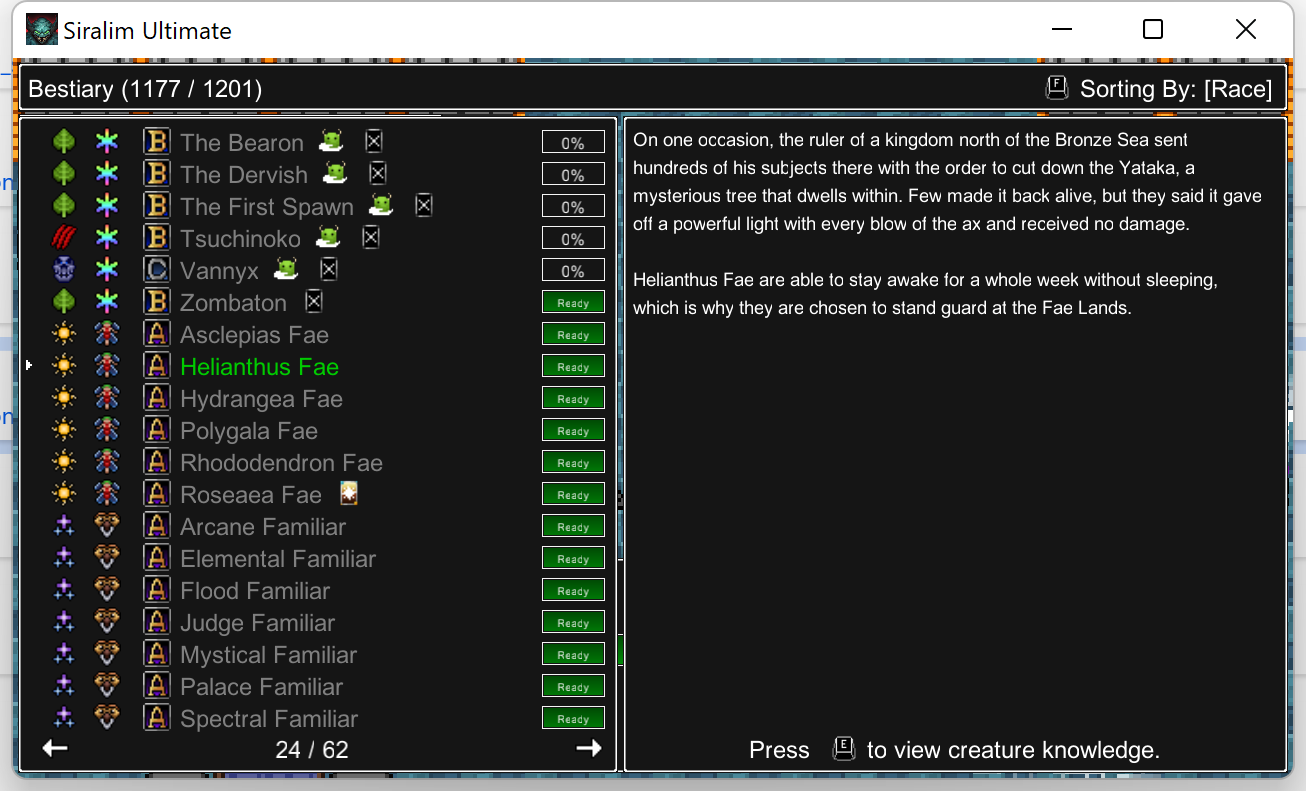 Siralim Ultimate
Bestiary (1177 / 1201)
F Sorting By: [Race]
B The Bearon 0%
B The Dervish 0%
B The First Spawn 0%
B Tsuchinoko 0%
C Vannyx 0%
B Zombaton Ready
A Asclepias Fae Ready
A Helianthus Fae Ready
A Hydrangea Fae Ready
A Polygala Fae Ready
A Rhododendron Fae Ready
A Roseaea Fae Ready
A Arcane Familiar Ready
A Elemental Familiar Ready
A Flood Familiar Ready
A Judge Familiar Ready
A Mystical Familiar Ready
A Palace Familiar Ready
A Spectral Familiar Ready
24 / 62
On one occasion, the ruler of a kingdom north of the Bronze Sea sent
hundreds of his subjects there with the order to cut down the Yataka, a
mysterious tree that dwells within. Few made it back alive, but they said it gave
off a powerful light with every blow of the ax and received no damage.
Helianthus Fae are able to stay awake for a whole week without sleeping,
which is why they are chosen to stand guard at the Fae Lands.
Press E to view creature knowledge.